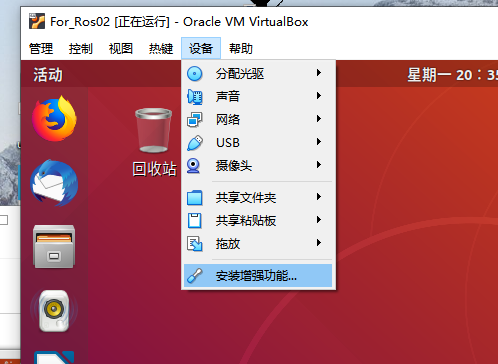 For_Ros02 [正在运行] - Oracle VM VirtualBox
管理 控制 视图 热键 设备 帮助
活动 星期一 20：35
分配光驱
声音
网络
USB
摄像头
回收站
共享文件夹
共享粘贴板
拖放
安装增强功能...